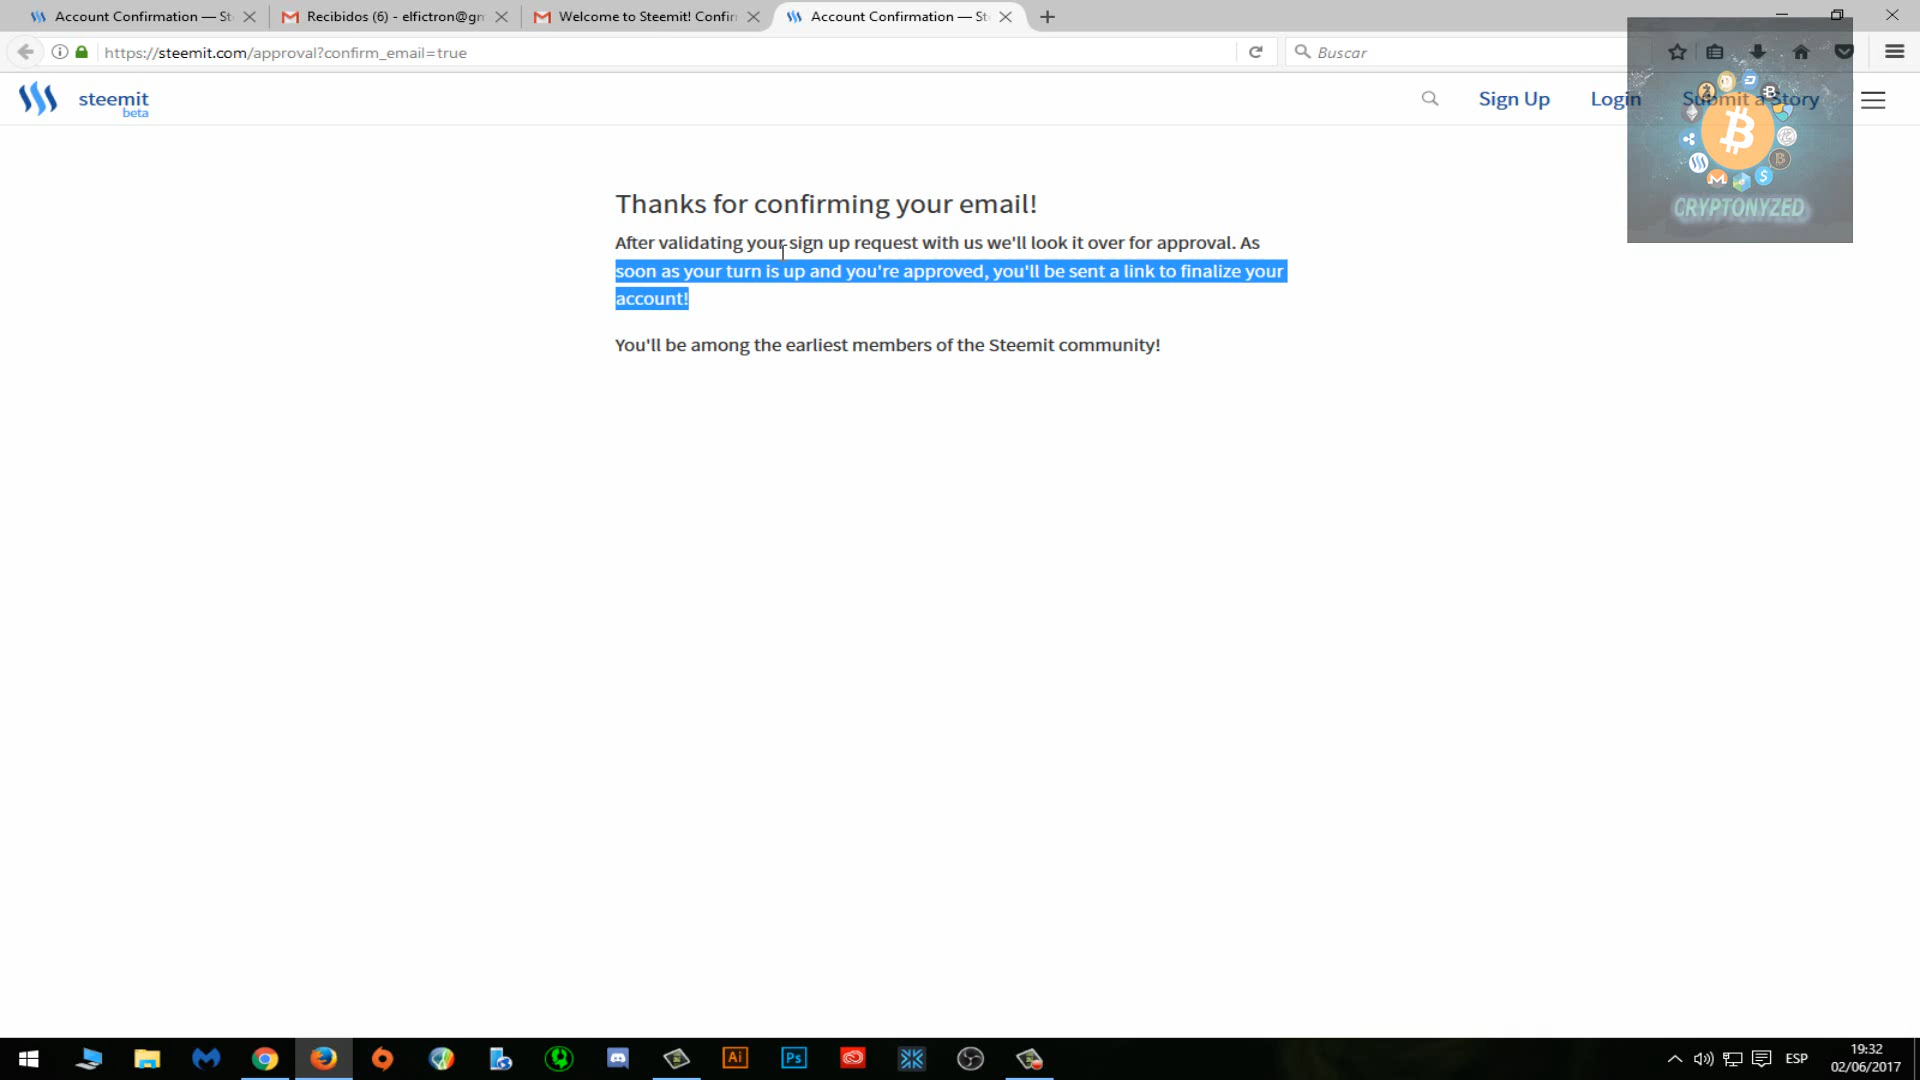 Account Confirmation — St
Recibidos (6) - elfictron@gm
Welcome to Steemit! Confir
Account Confirmation — St
https://steemit.com/approval?confirm_email=true
Buscar
steemit
beta
Sign Up
Login
Submit a Story
CRYPTONYZED
Thanks for confirming your email!
After validating your sign up request with us we'll look it over for approval. As
soon as your turn is up and you're approved, you'll be sent a link to finalize your
account!
You'll be among the earliest members of the Steemit community!
Ai
Ps
ESP
19:32
02/06/2017